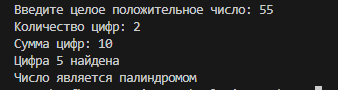 Введите целое положительное число: 55
Количество цифр: 2
Сумма цифр: 10
Цифра 5 найдена
Число является палиндромом